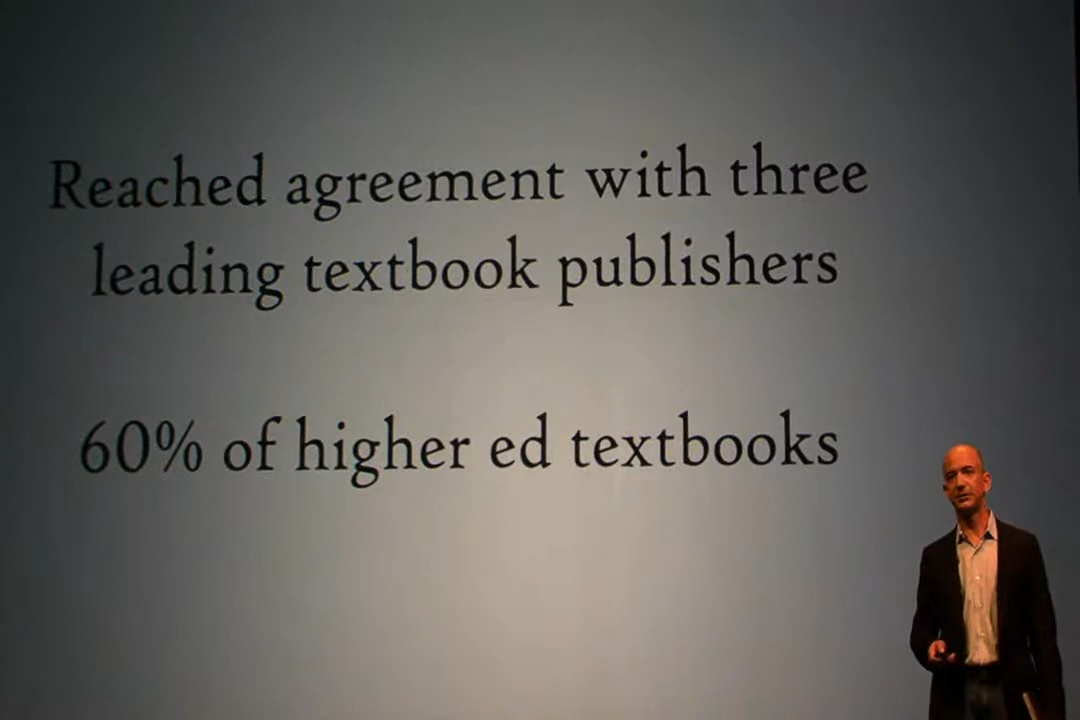 Reached agreement with three
leading textbook publishers
60% of higher ed textbooks